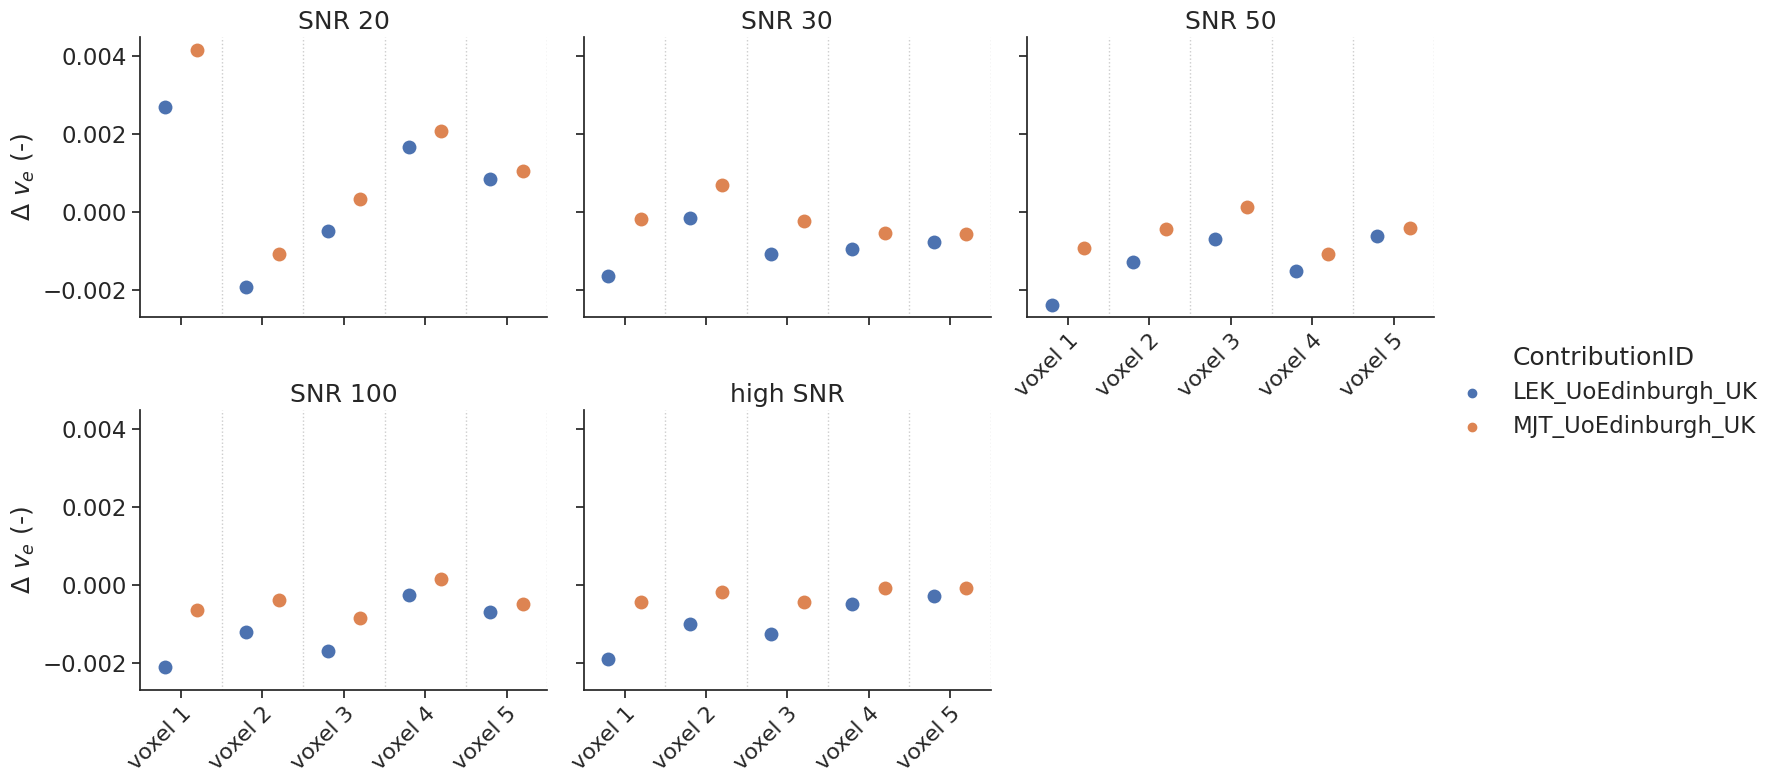 SNR 20
SNR 30
SNR 50
0.004
0.002
0.000
−0.002
Δ vₑ (-)
voxel 1
voxel 2
voxel 3
voxel 4
voxel 5
ContributionID
LEK_UoEdinburgh_UK
MJT_UoEdinburgh_UK
SNR 100
high SNR
0.004
0.002
0.000
−0.002
Δ vₑ (-)
voxel 1
voxel 2
voxel 3
voxel 4
voxel 5
voxel 1
voxel 2
voxel 3
voxel 4
voxel 5